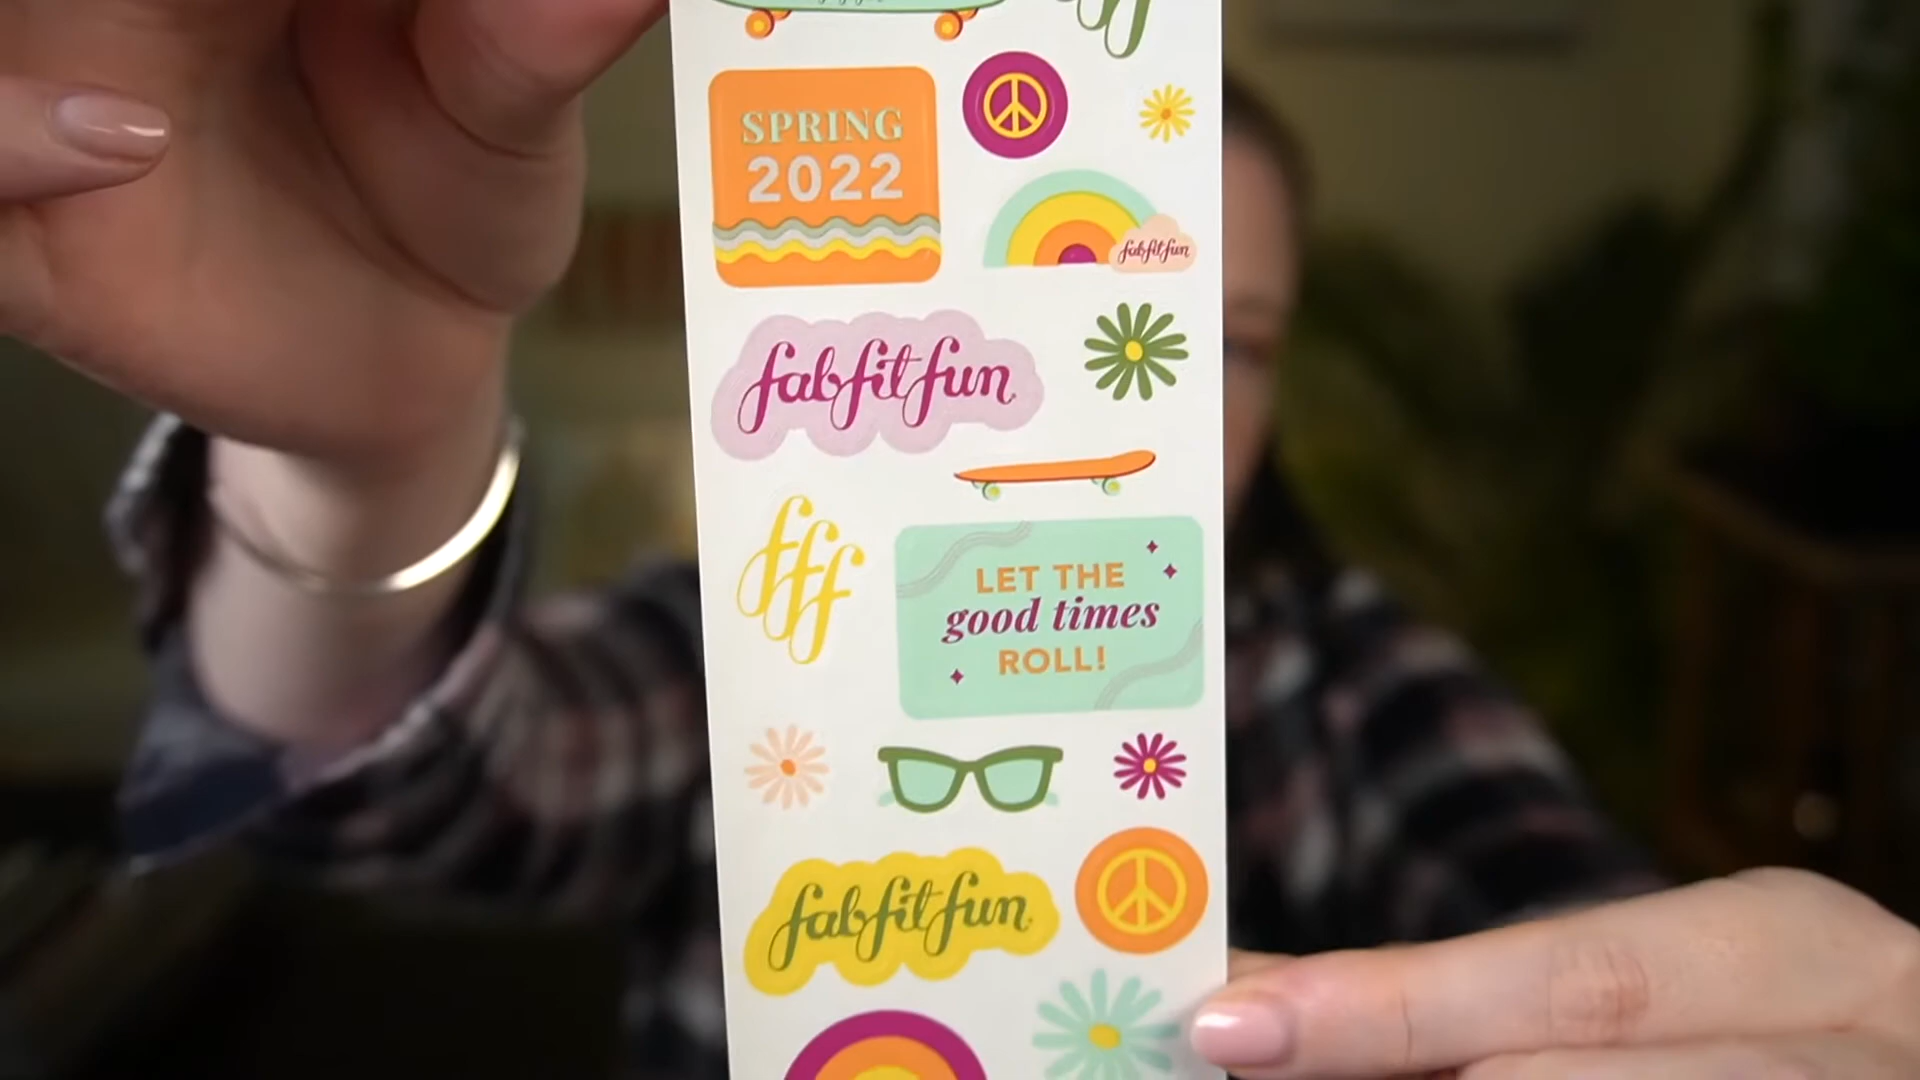 SPRING
2022
fabfitfun
fabfitfun
fff
LET THE
good times
ROLL!
fabfitfun